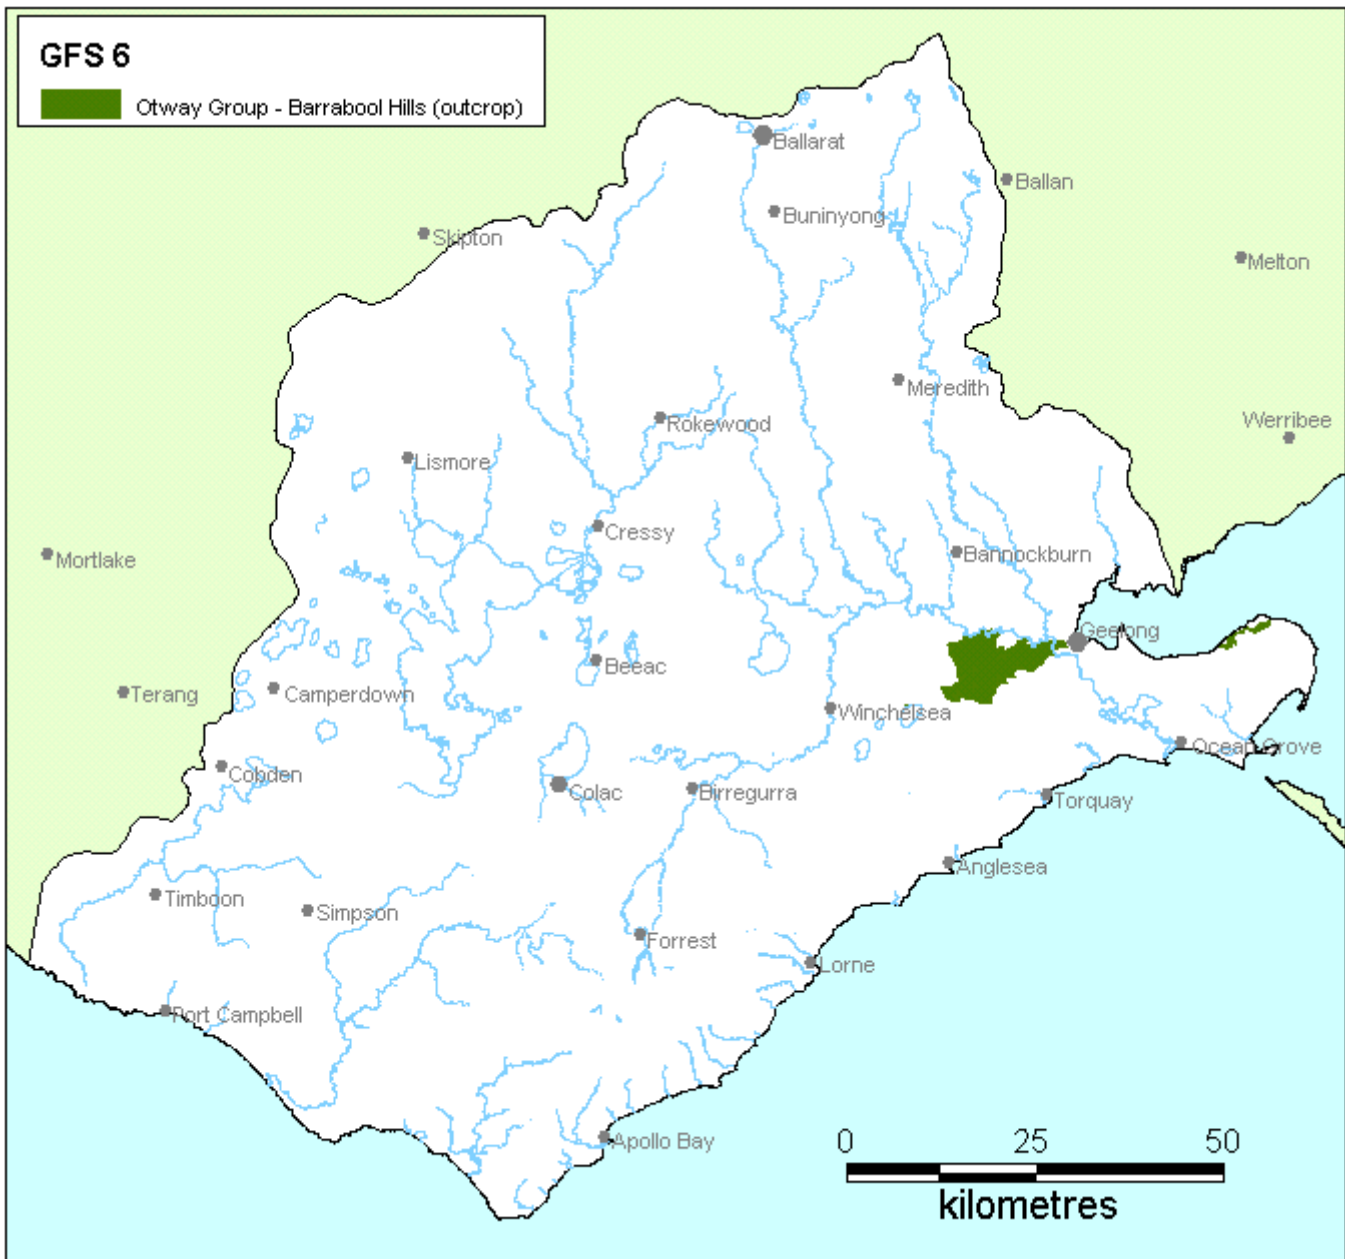 GFS 6
Otway Group - Barrabool Hills (outcrop)
Ballarat
Ballan
Buninyong
Skipton
Melton
Meredith
Werribee
Rokewood
Lismore
Cressy
Mortlake
Bannockburn
Geelong
Beeac
Terang
Camperdown
Winchelsea
Ocean Grove
Cobden
Colac
Birregurra
Torquay
Anglesea
Timboon
Simpson
Forrest
Lorne
Port Campbell
Apollo Bay
0 25 50
kilometres